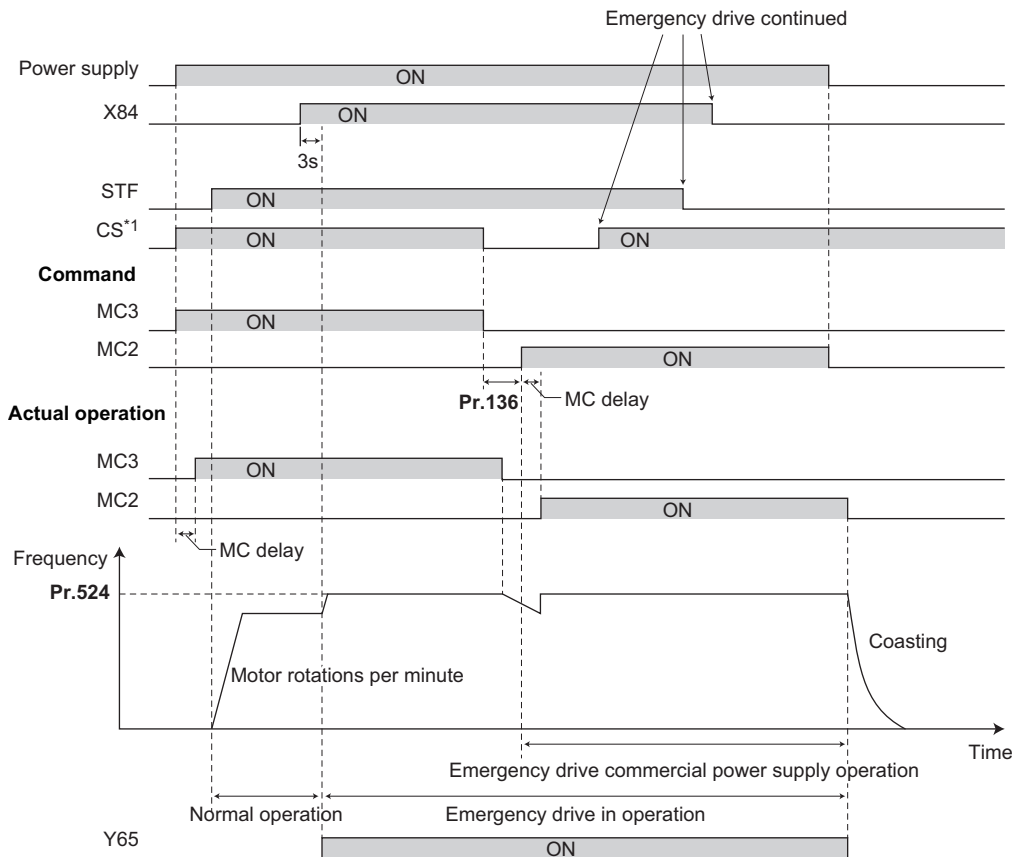 Emergency drive continued
Power supply
ON
X84
ON
3s
STF
ON
CS*1
ON
ON
Command
MC3
ON
MC2
ON
Pr.136
MC delay
Actual operation
MC3
ON
MC2
ON
MC delay
Frequency
Pr.524
Motor rotations per minute
Coasting
Time
Emergency drive commercial power supply operation
Normal operation
Emergency drive in operation
Y65
ON